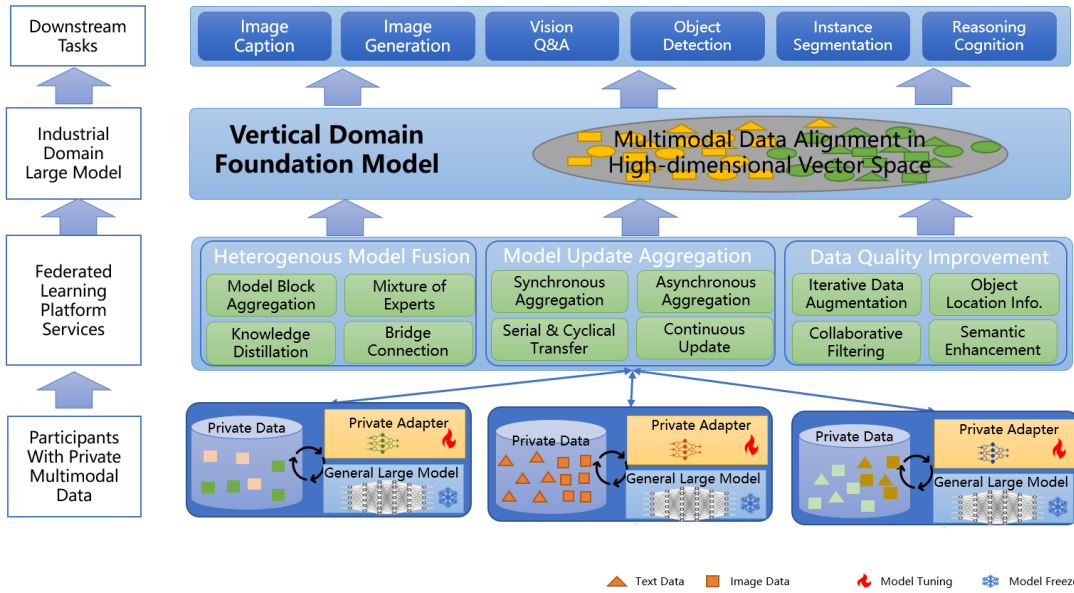 Downstream
Tasks
Image
Caption
Image
Generation
Vision
Q&A
Object
Detection
Instance
Segmentation
Reasoning
Cognition
Industrial
Domain
Large Model
Vertical Domain
Foundation Model
Multimodal Data Alignment in
High-dimensional Vector Space
Federated
Learning
Platform
Services
Heterogenous Model Fusion
Model Block
Aggregation
Mixture of
Experts
Knowledge
Distillation
Bridge
Connection
Model Update Aggregation
Synchronous
Aggregation
Asynchronous
Aggregation
Serial & Cyclical
Transfer
Continuous
Update
Data Quality Improvement
Iterative Data
Augmentation
Object
Location Info.
Collaborative
Filtering
Semantic
Enhancement
Participants
With Private
Multimodal
Data
Private Data
Private Adapter
General Large Model
Private Data
Private Adapter
General Large Model
Private Data
Private Adapter
General Large Model
Text Data
Image Data
Model Tuning
Model Freeze